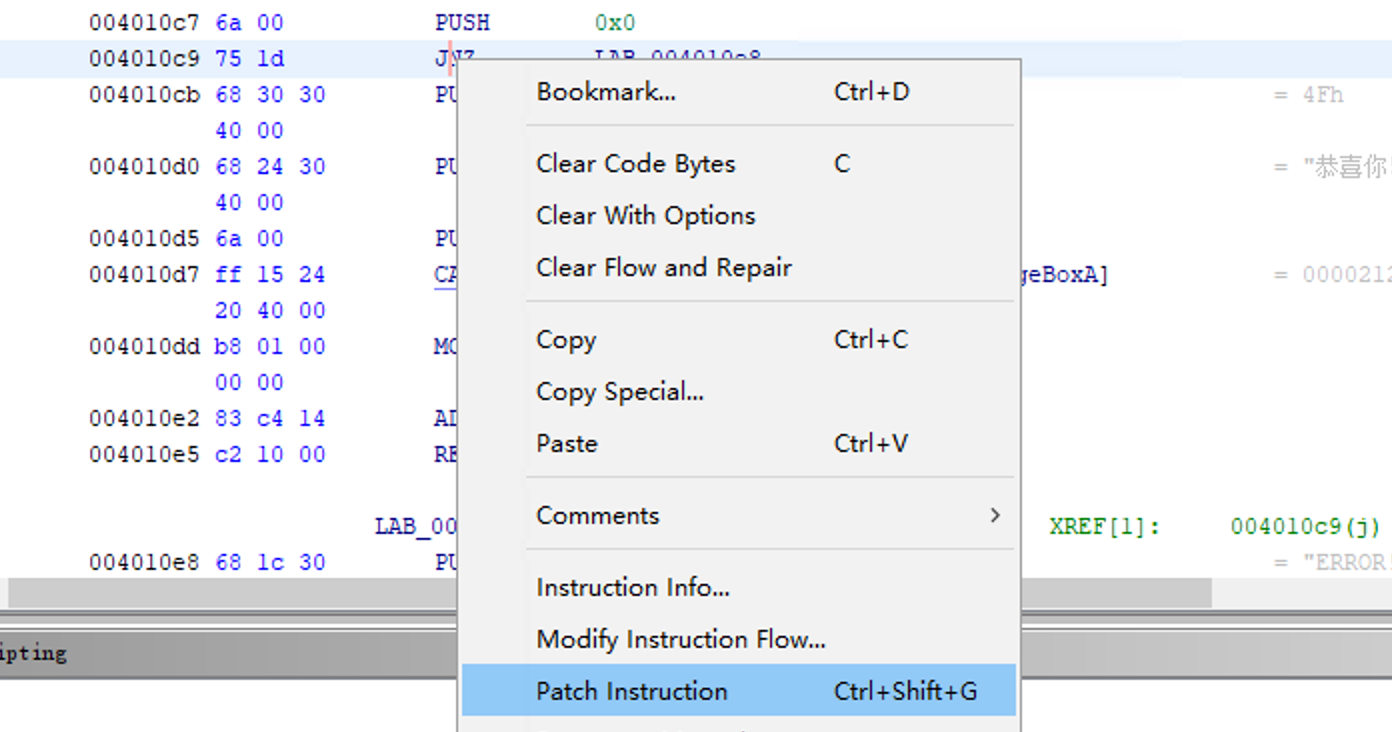 004010c7 6a 00 PUSH 0x0
004010c9 75 1d JNZ LAB_004010e8
004010cb 68 30 30 PU = 4Fh
40 00
004010d0 68 24 30 PU = "恭喜你
40 00
004010d5 6a 00 PU
004010d7 ff 15 24 CA geBoxA] = 0000212
20 40 00
004010dd b8 01 00 MO
00 00
004010e2 83 c4 14 AD
004010e5 c2 10 00 RE
LAB_00 XREF[1]: 004010c9(j)
004010e8 68 1c 30 PU = "ERROR
ipting
Bookmark... Ctrl+D
Clear Code Bytes C
Clear With Options
Clear Flow and Repair
Copy Ctrl+C
Copy Special...
Paste Ctrl+V
Comments
Instruction Info...
Modify Instruction Flow...
Patch Instruction Ctrl+Shift+G